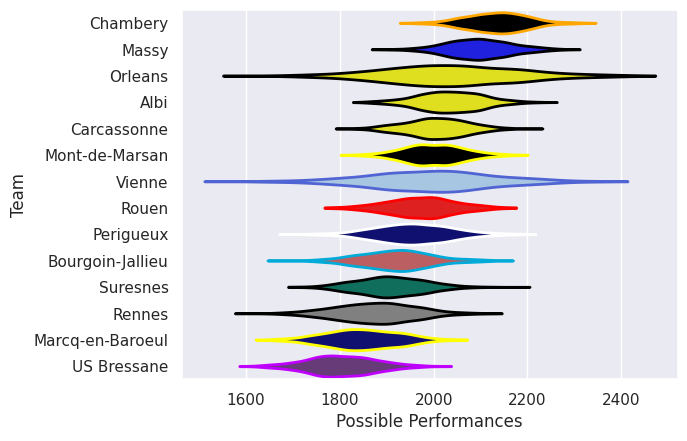 Chambery
Massy
Orleans
Albi
Carcassonne
Mont-de-Marsan
Vienne
Rouen
Perigueux
Bourgoin-Jallieu
Suresnes
Rennes
Marcq-en-Baroeul
US Bressane
Team
1600 1800 2000 2200 2400
Possible Performances